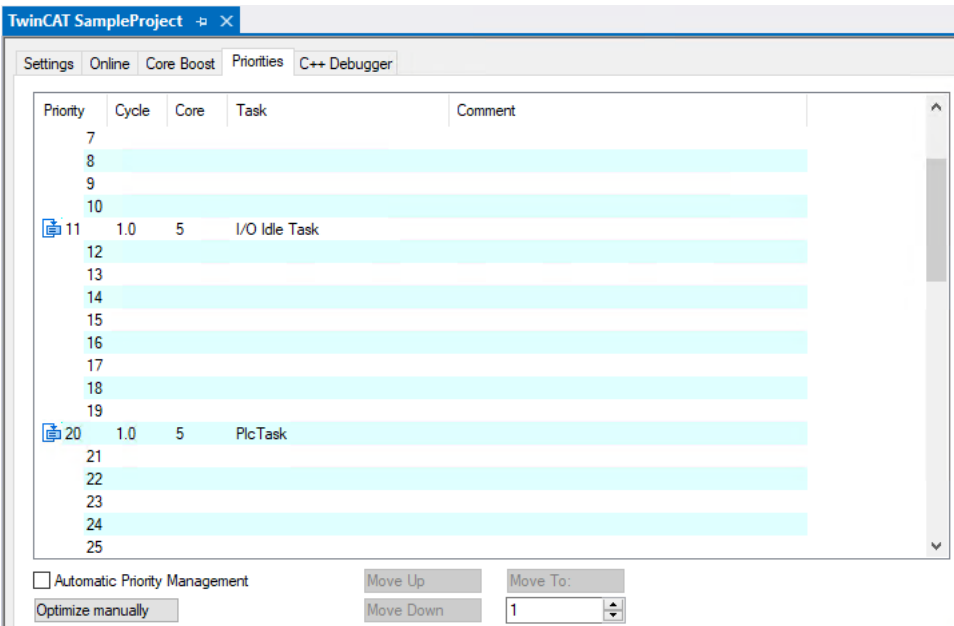 TwinCAT SampleProject
Settings Online Core Boost Priorities C++ Debugger
Priority Cycle Core Task Comment
7
8
9
10
11 1.0 5 I/O Idle Task
12
13
14
15
16
17
18
19
20 1.0 5 PlcTask
21
22
23
24
25
Automatic Priority Management Move Up Move To:
Optimize manually Move Down 1